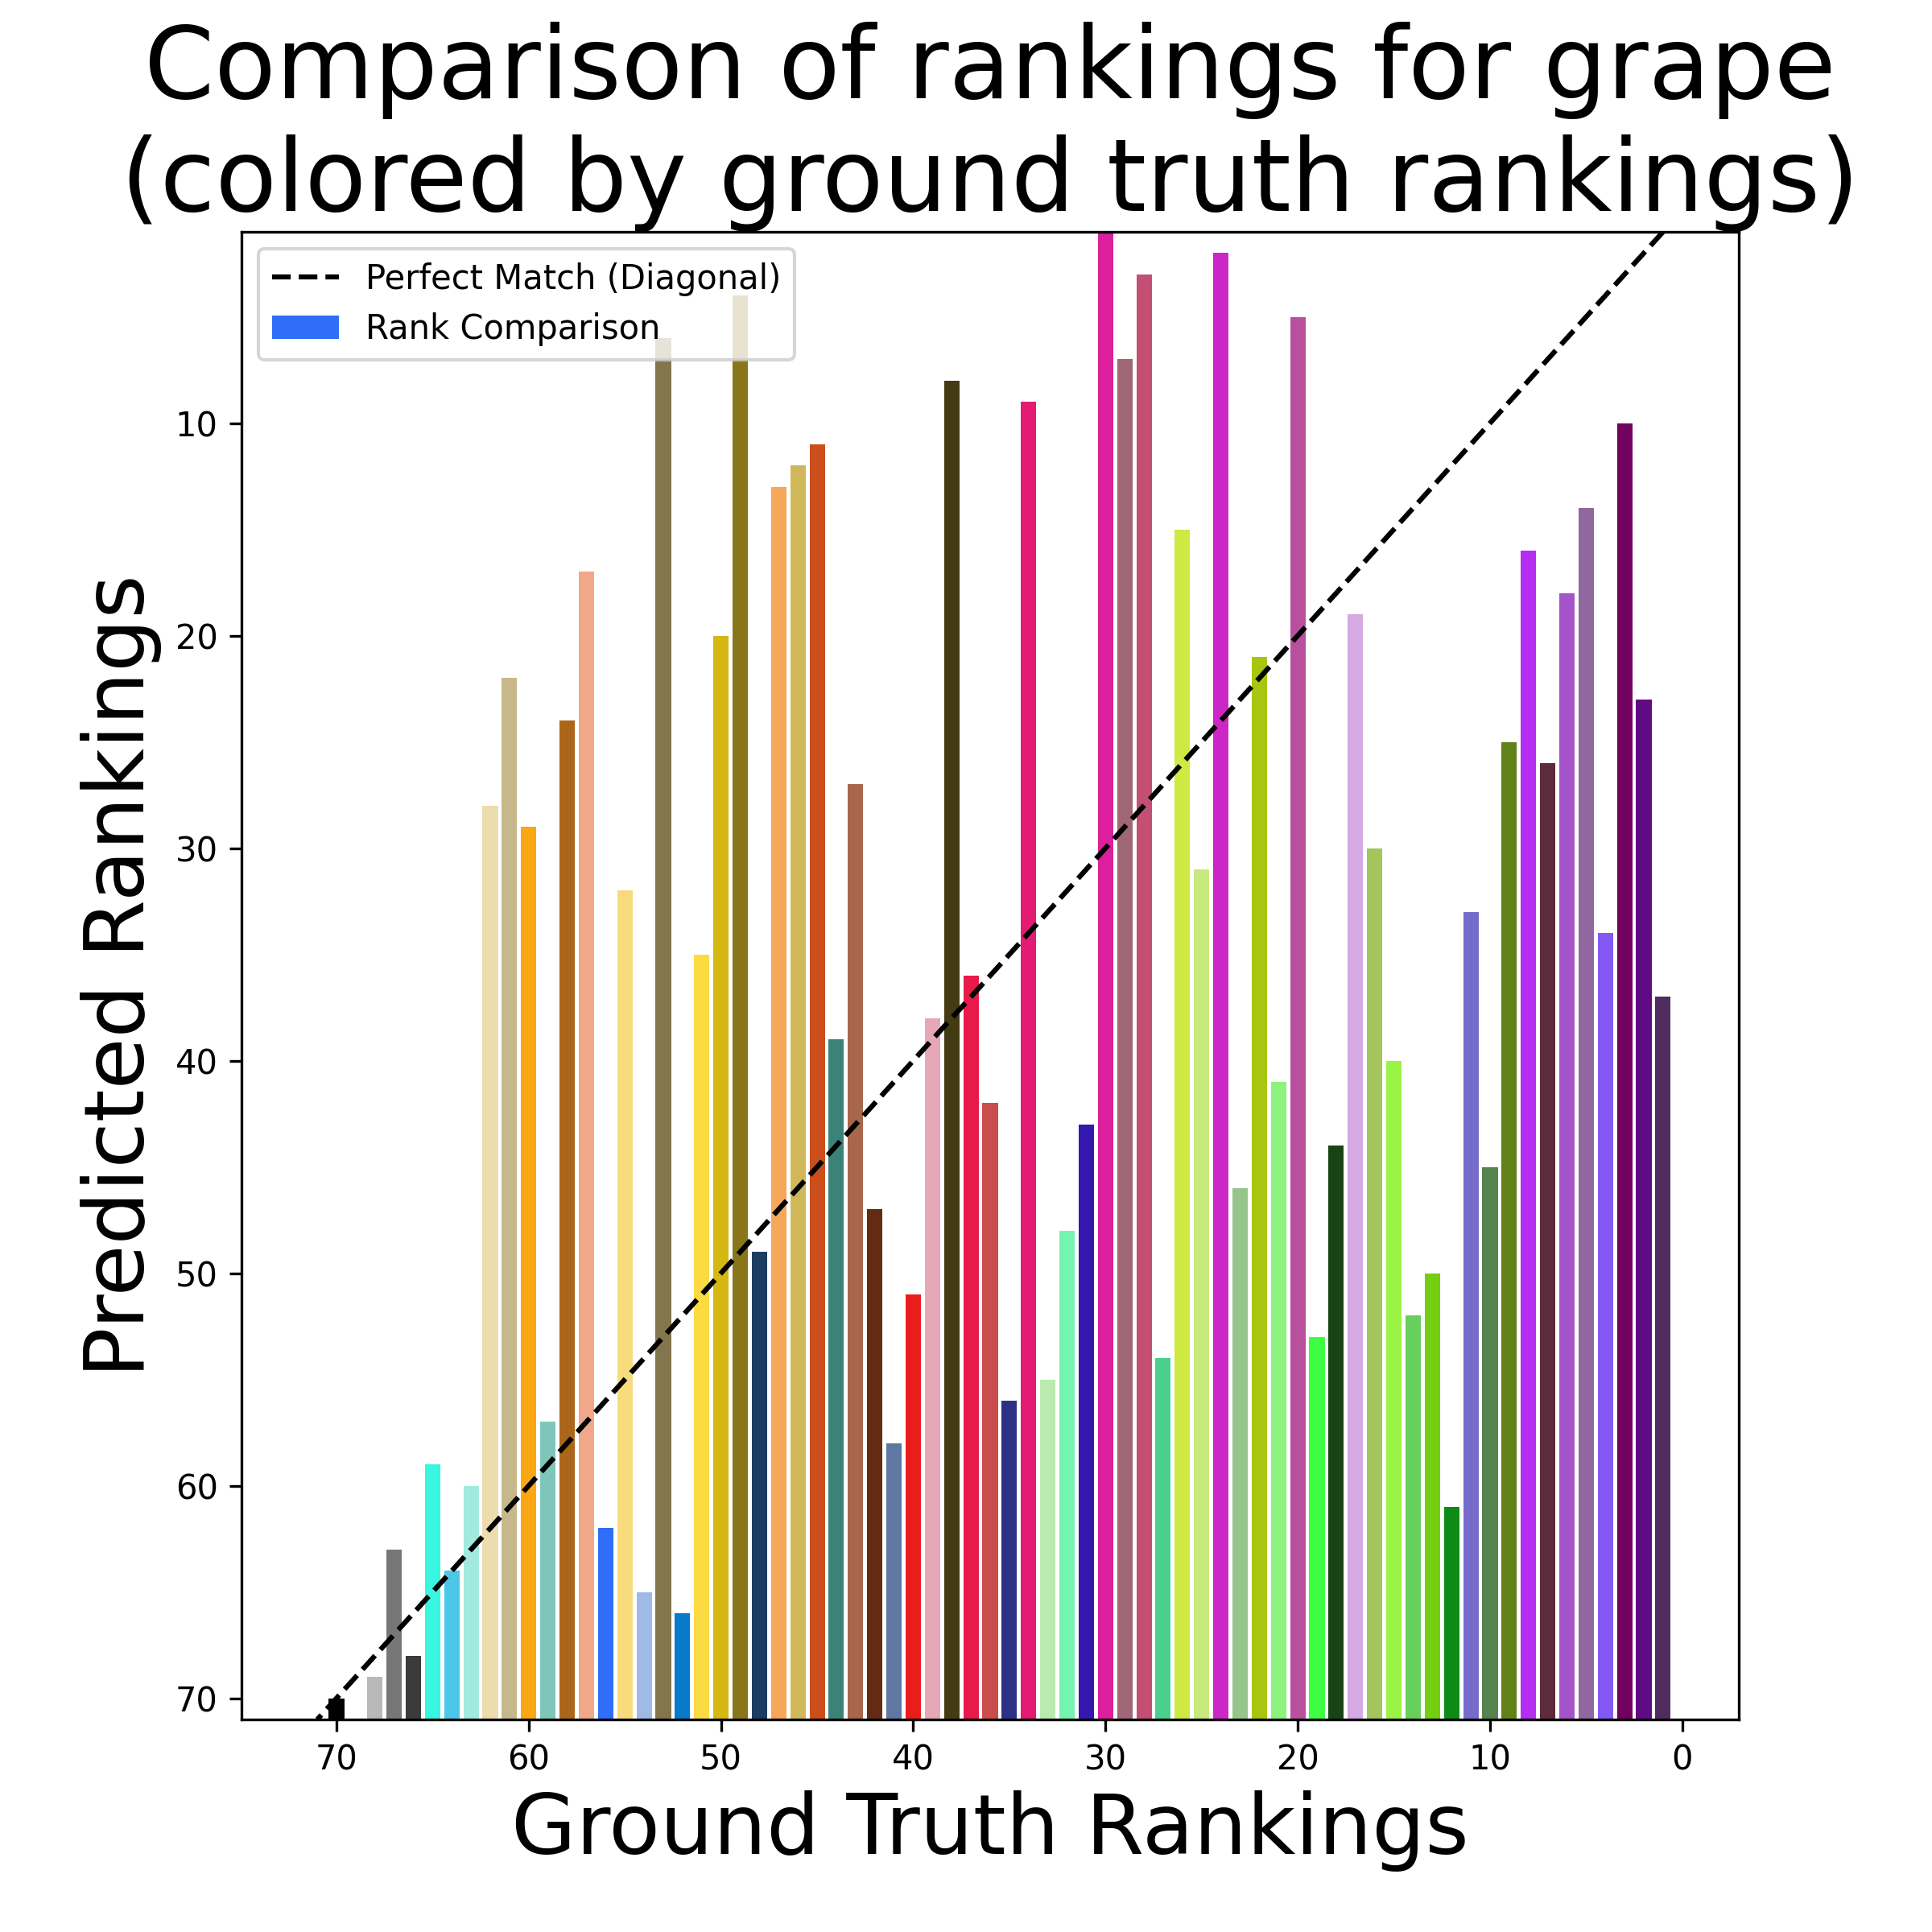 Comparison of rankings for grape
(colored by ground truth rankings)
Perfect Match (Diagonal)
Rank Comparison
Predicted Rankings
10
20
30
40
50
60
70
70 60 50 40 30 20 10 0
Ground Truth Rankings